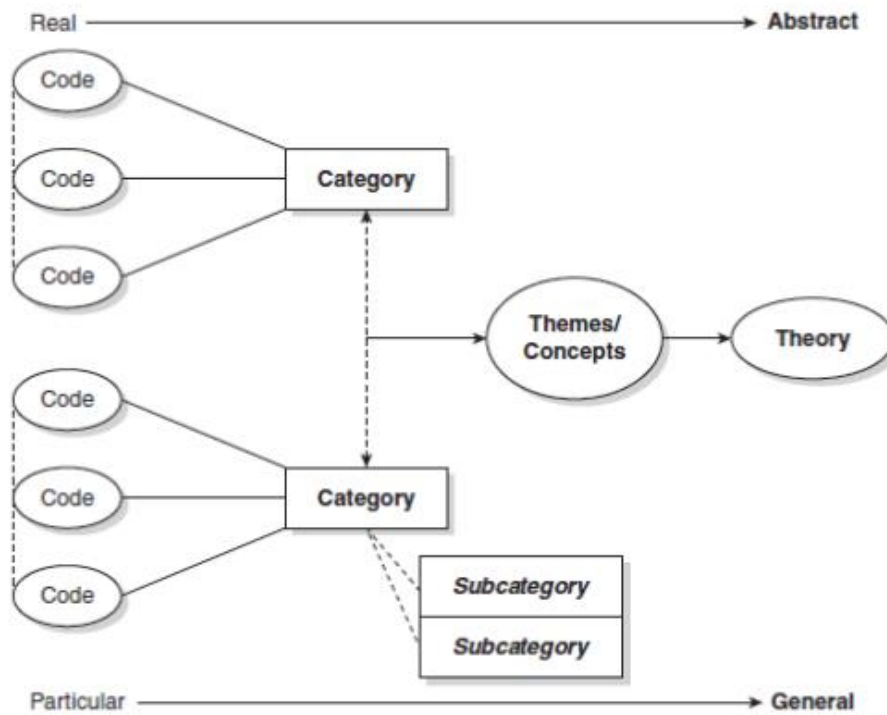 Real
Abstract
Code
Code
Category
Code
Themes/
Concepts
Theory
Code
Code
Category
Code
Subcategory
Subcategory
Particular
General